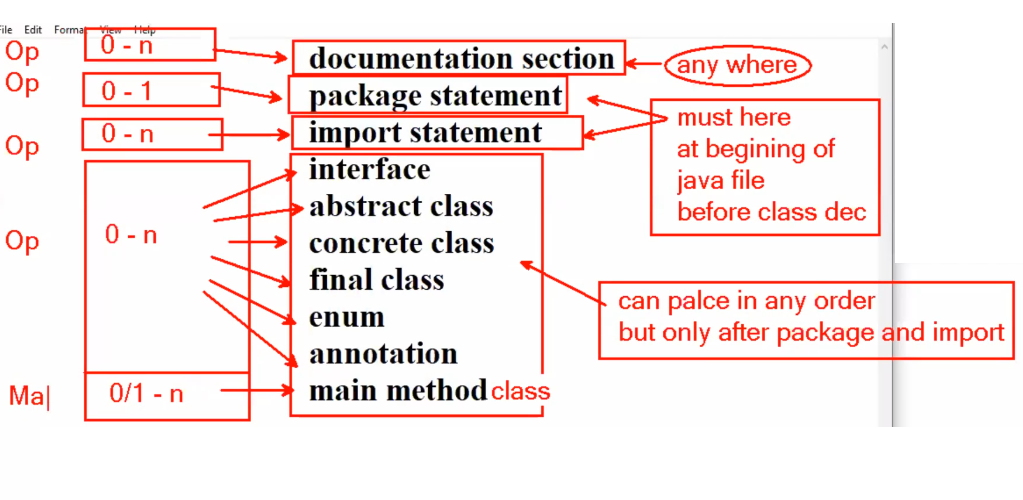 File Edit Format View Help
Op 0 - n documentation section any where
Op 0 - 1 package statement
Op 0 - n import statement
must here
at begining of
java file
before class dec
Op 0 - n
interface
abstract class
concrete class
final class
enum
annotation
can palce in any order
but only after package and import
Ma 0/1 - n main method class